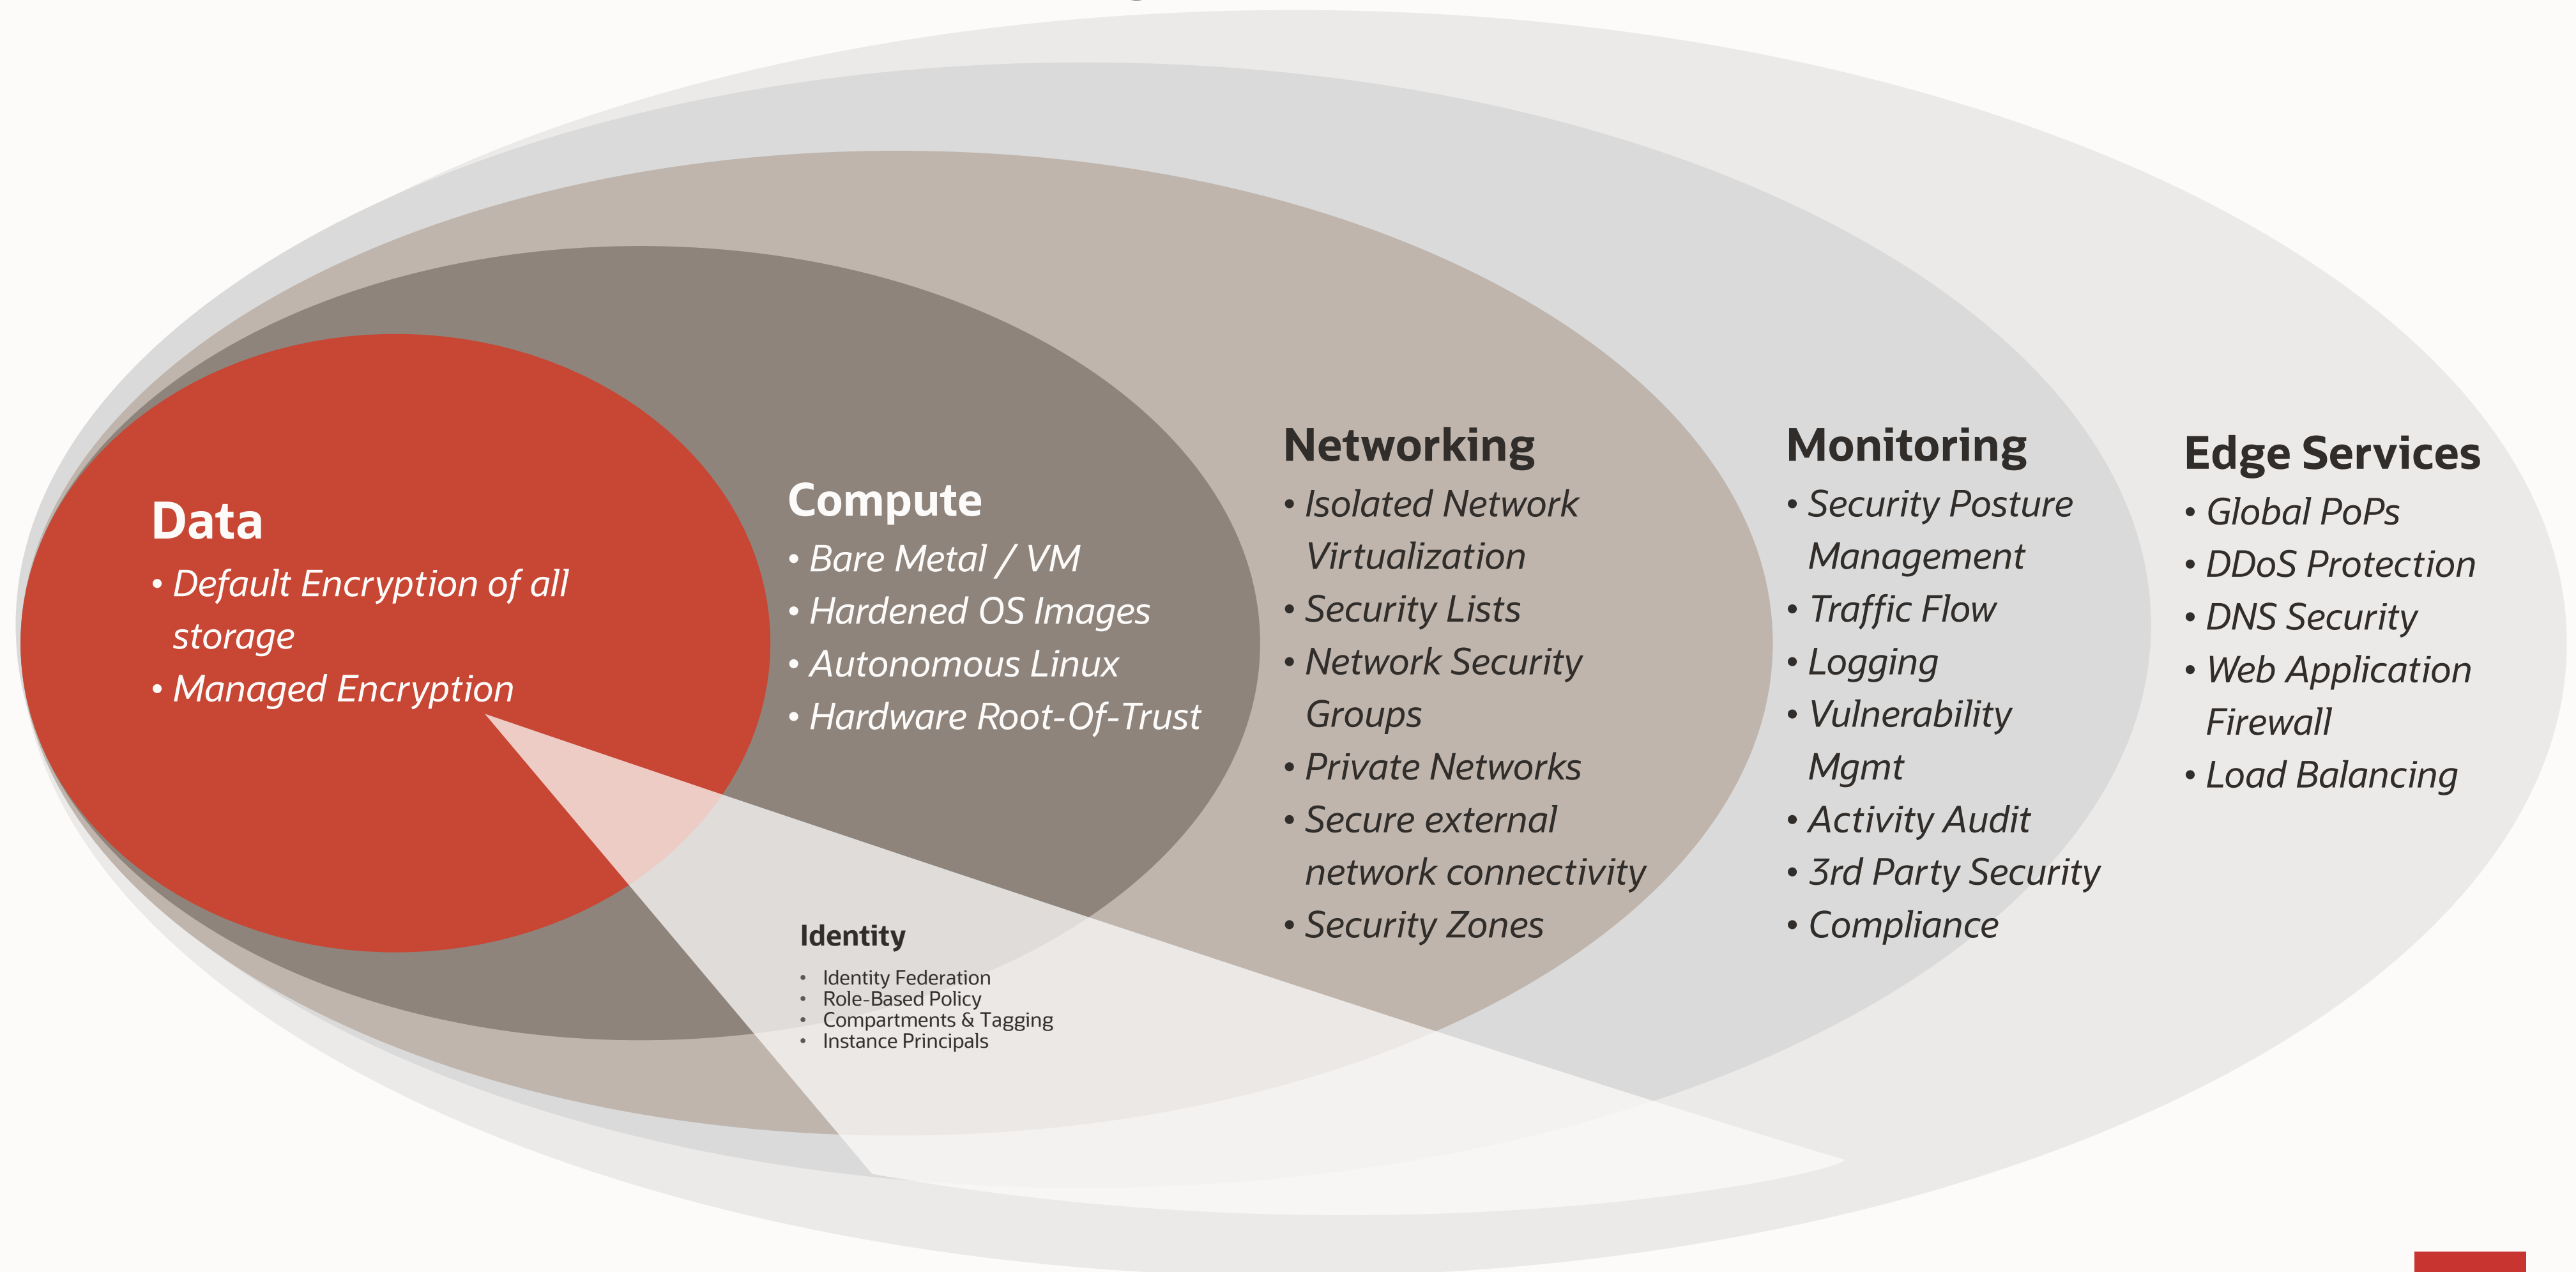 Data
• Default Encryption of all
storage
• Managed Encryption
Compute
• Bare Metal / VM
• Hardened OS Images
• Autonomous Linux
• Hardware Root-Of-Trust
Networking
• Isolated Network
Virtualization
• Security Lists
• Network Security
Groups
• Private Networks
• Secure external
network connectivity
• Security Zones
Monitoring
• Security Posture
Management
• Traffic Flow
• Logging
• Vulnerability
Mgmt
• Activity Audit
• 3rd Party Security
• Compliance
Edge Services
• Global PoPs
• DDoS Protection
• DNS Security
• Web Application
Firewall
• Load Balancing
Identity
• Identity Federation
• Role-Based Policy
• Compartments & Tagging
• Instance Principals